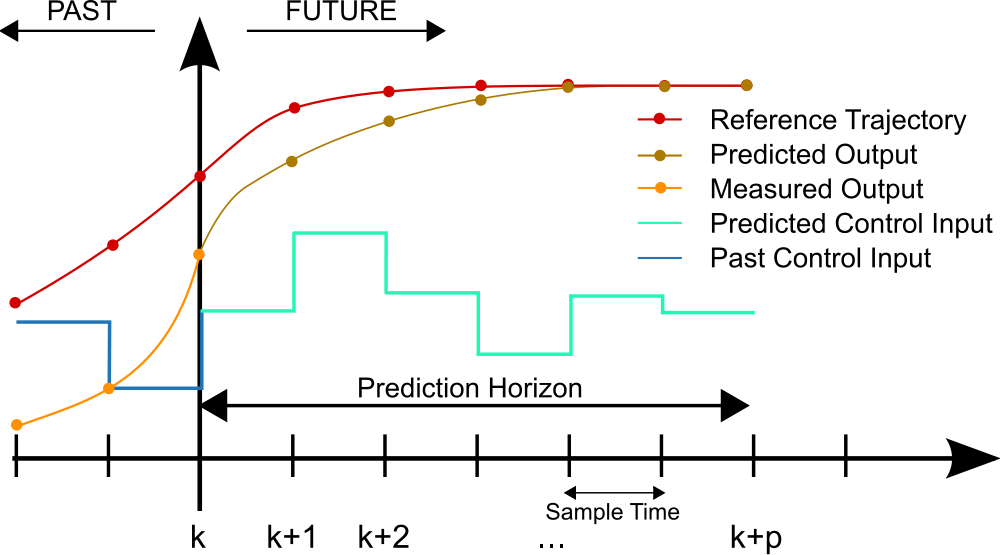 PAST
FUTURE
Reference Trajectory
Predicted Output
Measured Output
Predicted Control Input
Past Control Input
Prediction Horizon
Sample Time
k
k+1
k+2
...
k+p